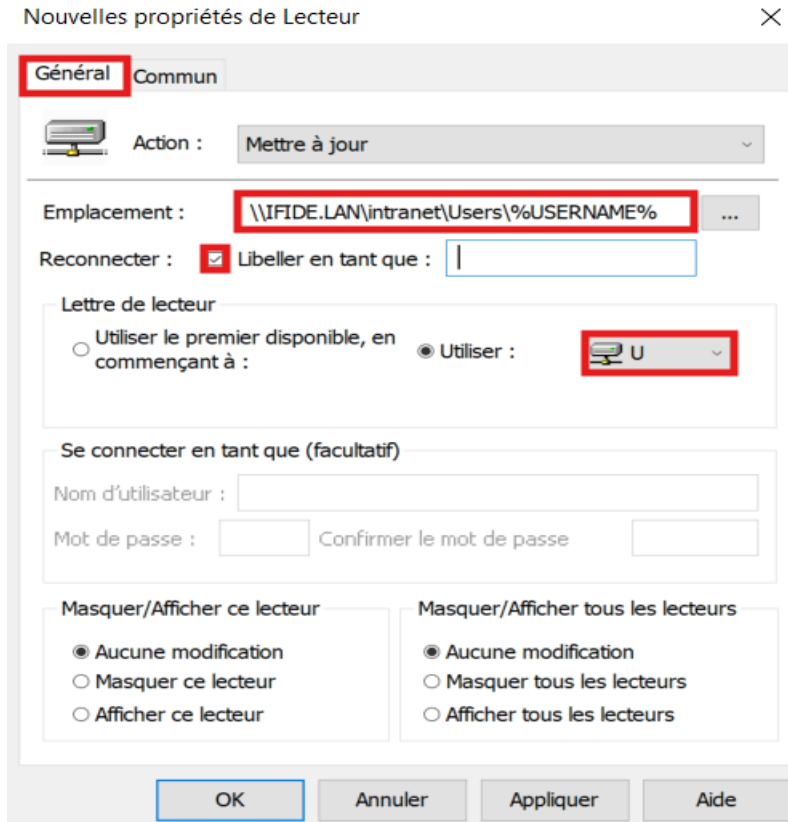 Nouvelles propriétés de Lecteur
Général Commun
Action : Mettre à jour
Emplacement : \\IFIDE.LAN\intranet\Users\%USERNAME% ...
Reconnecter : Libeller en tant que :
Lettre de lecteur
Utiliser le premier disponible, en
commençant à :
Utiliser : U
Se connecter en tant que (facultatif)
Nom d'utilisateur :
Mot de passe : Confirmer le mot de passe
Masquer/Afficher ce lecteur
Aucune modification
Masquer ce lecteur
Afficher ce lecteur
Masquer/Afficher tous les lecteurs
Aucune modification
Masquer tous les lecteurs
Afficher tous les lecteurs
OK Annuler Appliquer Aide